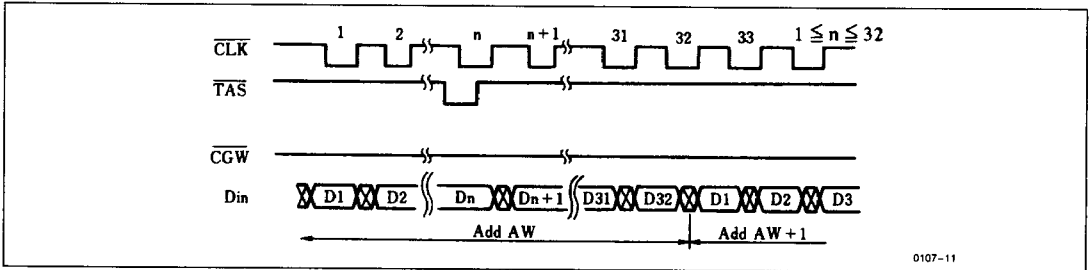 1 2 n n+1 31 32 33 1 ≦ n ≦ 32
CLK
TAS
CGW
Din D1 D2 Dn Dn+1 D31 D32 D1 D2 D3
Add AW Add AW+1
0107-11